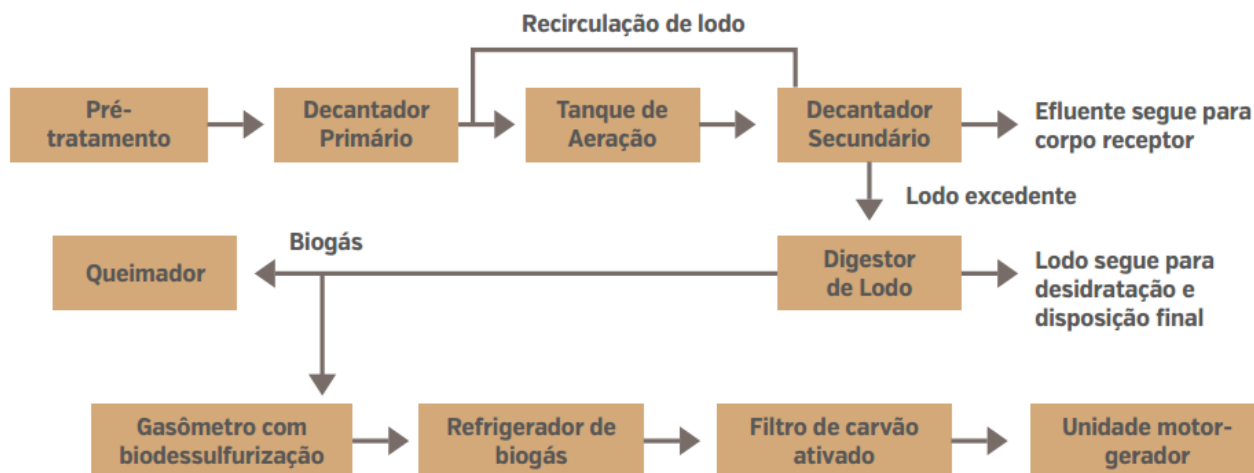 Recirculação de lodo
Pré-
tratamento
Decantador
Primário
Tanque de
Aeração
Decantador
Secundário
Efluente segue para
corpo receptor
Lodo excedente
Biogás
Queimador
Digestor
de Lodo
Lodo segue para
desidratação e
disposição final
Gasômetro com
biodessulfurização
Refrigerador de
biogás
Filtro de carvão
ativado
Unidade motor-
gerador